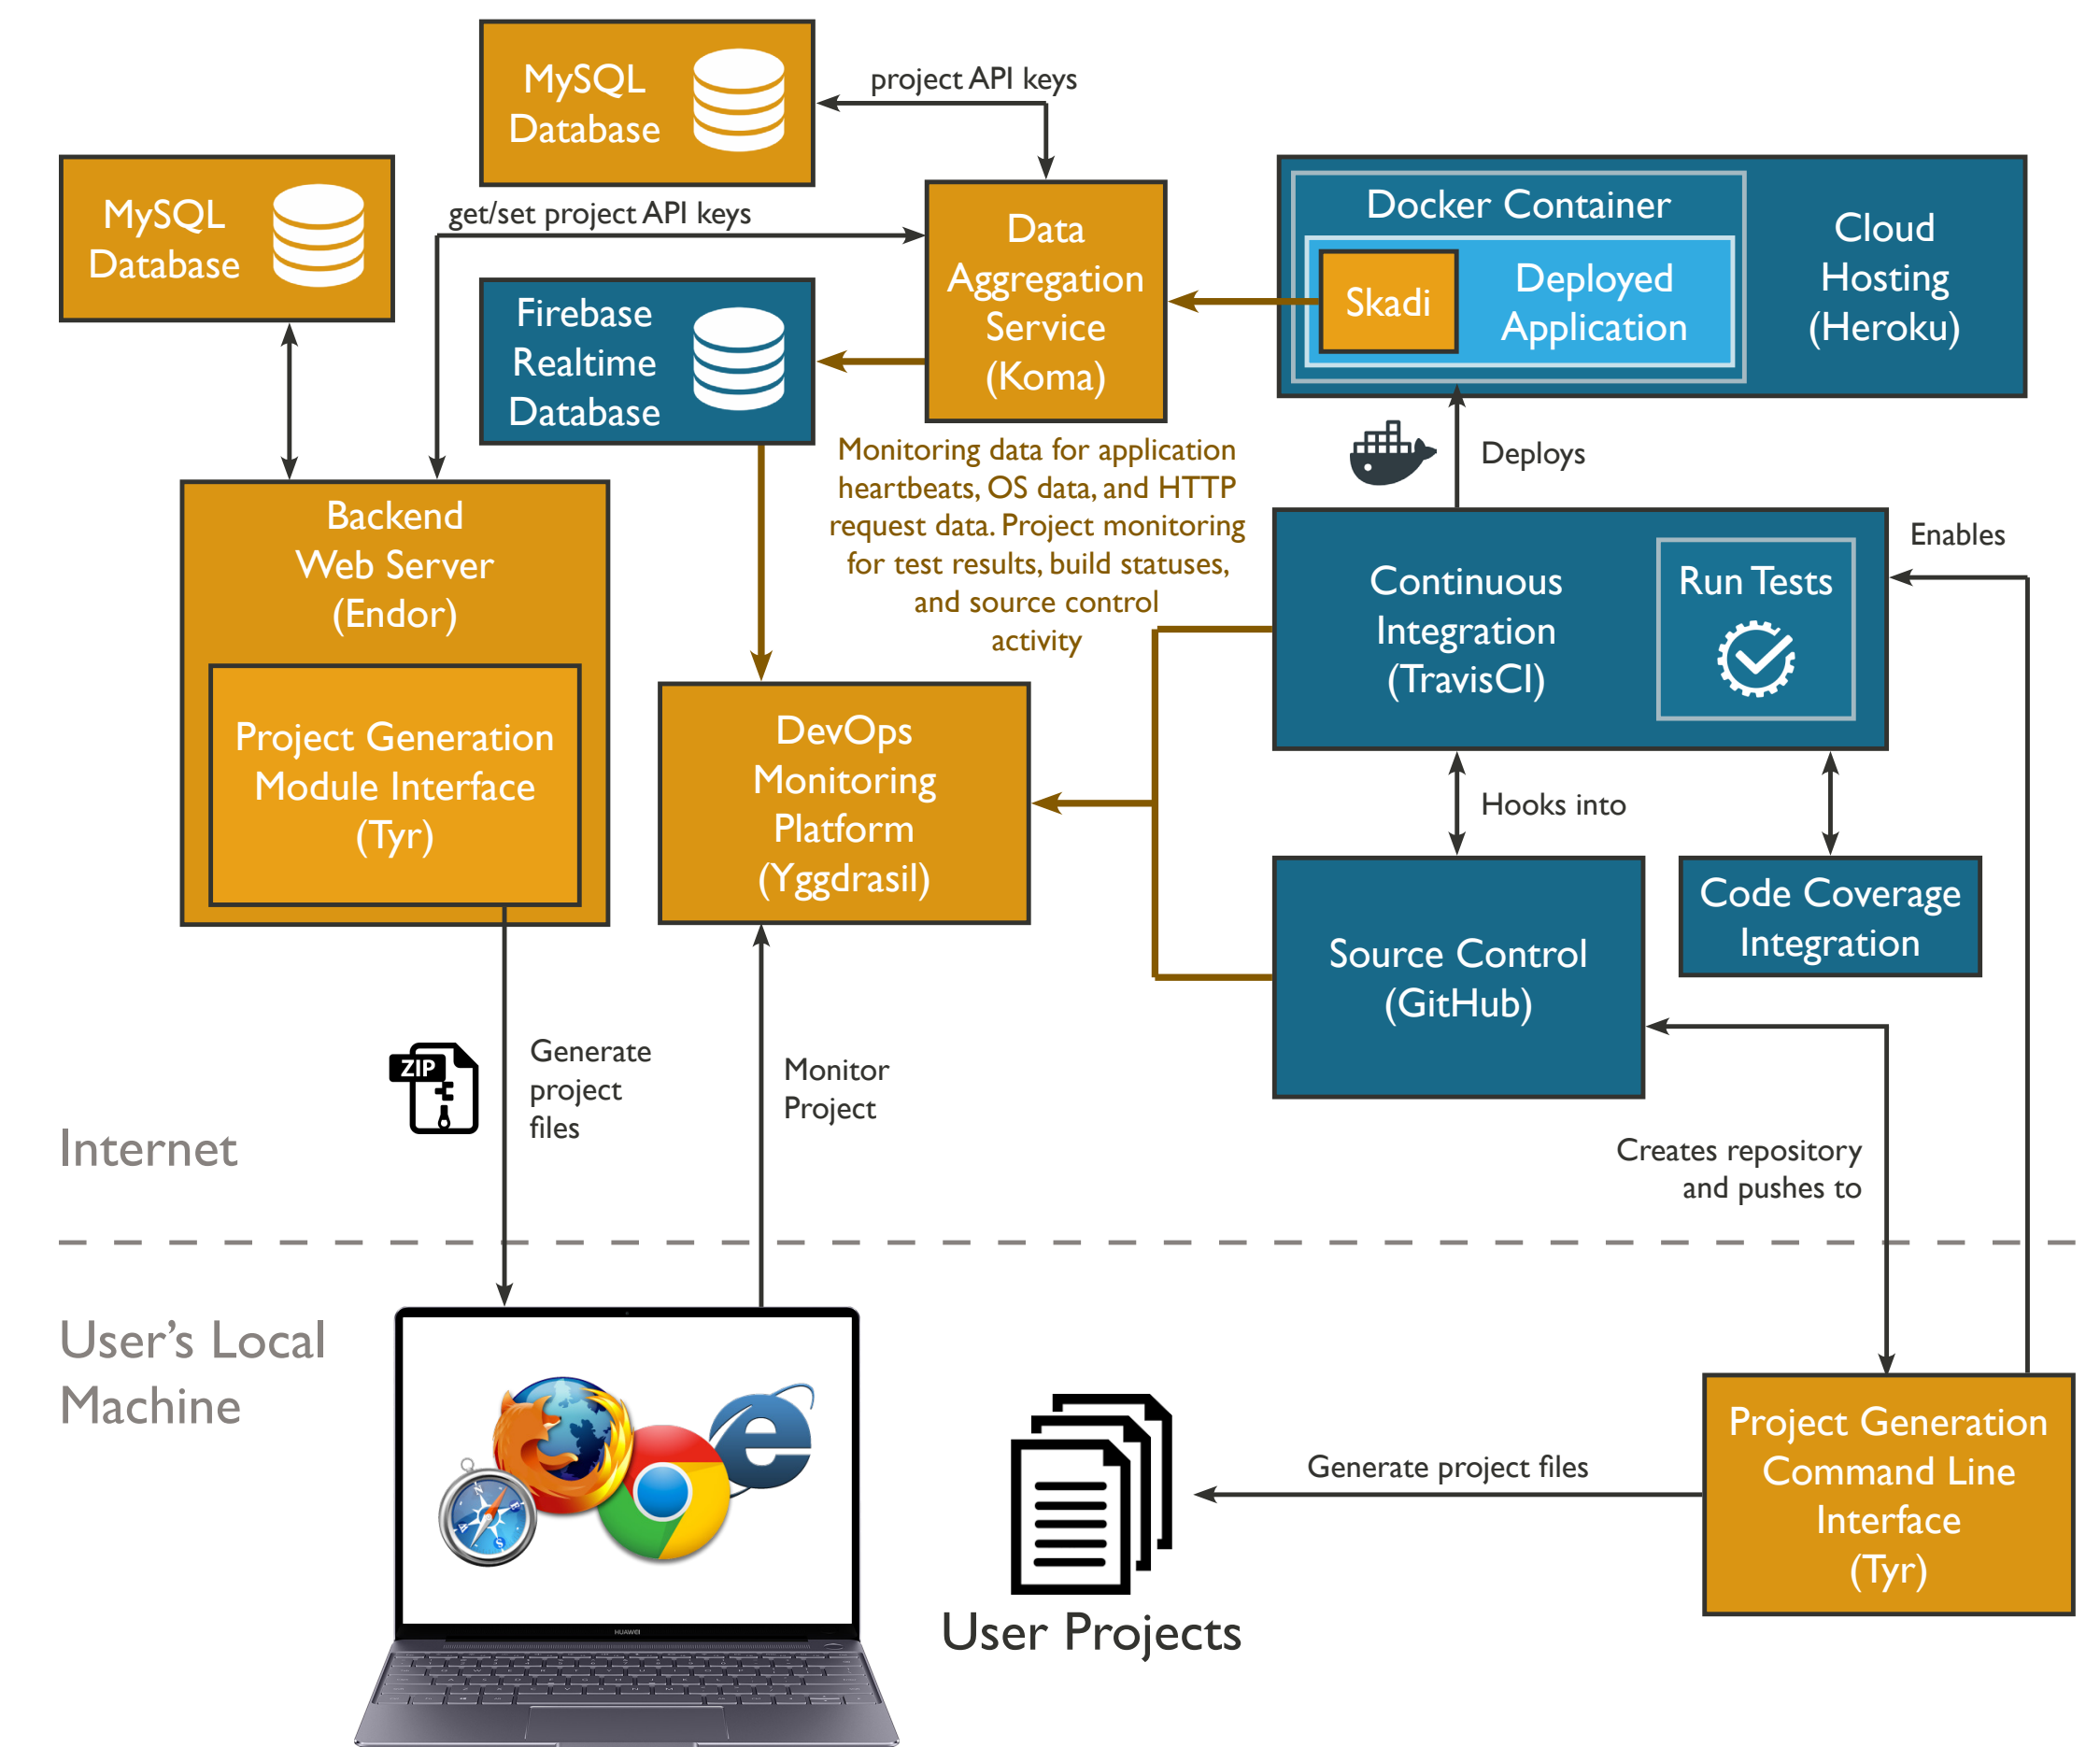 MySQL
Database
project API keys
MySQL
Database
get/set project API keys
Data
Aggregation
Service
(Koma)
Docker Container
Skadi
Deployed
Application
Cloud
Hosting
(Heroku)
Firebase
Realtime
Database
Monitoring data for application
heartbeats, OS data, and HTTP
request data. Project monitoring
for test results, build statuses,
and source control
activity
Deploys
Backend
Web Server
(Endor)
Project Generation
Module Interface
(Tyr)
Continuous
Integration
(TravisCI)
Run Tests
Enables
DevOps
Monitoring
Platform
(Yggdrasil)
Hooks into
Source Control
(GitHub)
Code Coverage
Integration
ZIP
Generate
project
files
Monitor
Project
Creates repository
and pushes to
Internet
User's Local
Machine
HUAWEI
Generate project files
User Projects
Project Generation
Command Line
Interface
(Tyr)